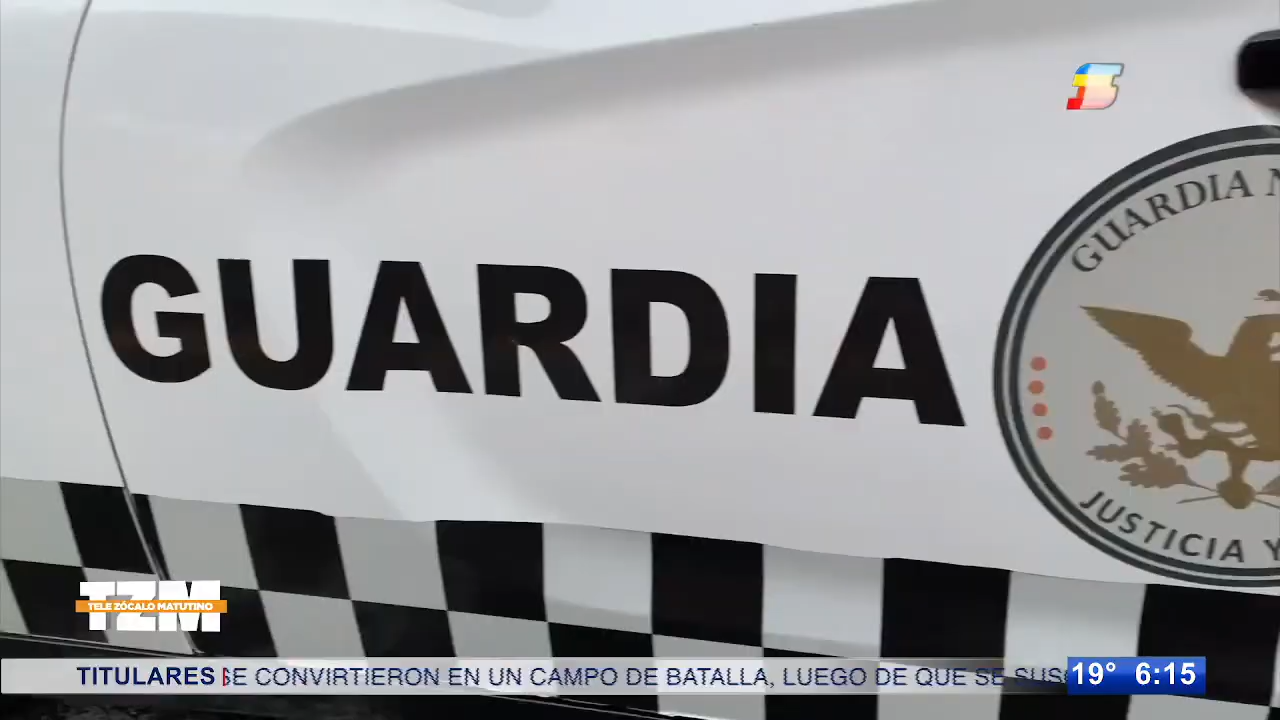 GUARDIA
GUARDIA
JUSTICIA Y
TZM
TELE ZÓCALO MATUTINO
TITULARES SE CONVIRTIERON EN UN CAMPO DE BATALLA, LUEGO DE QUE SE 19° 6:15